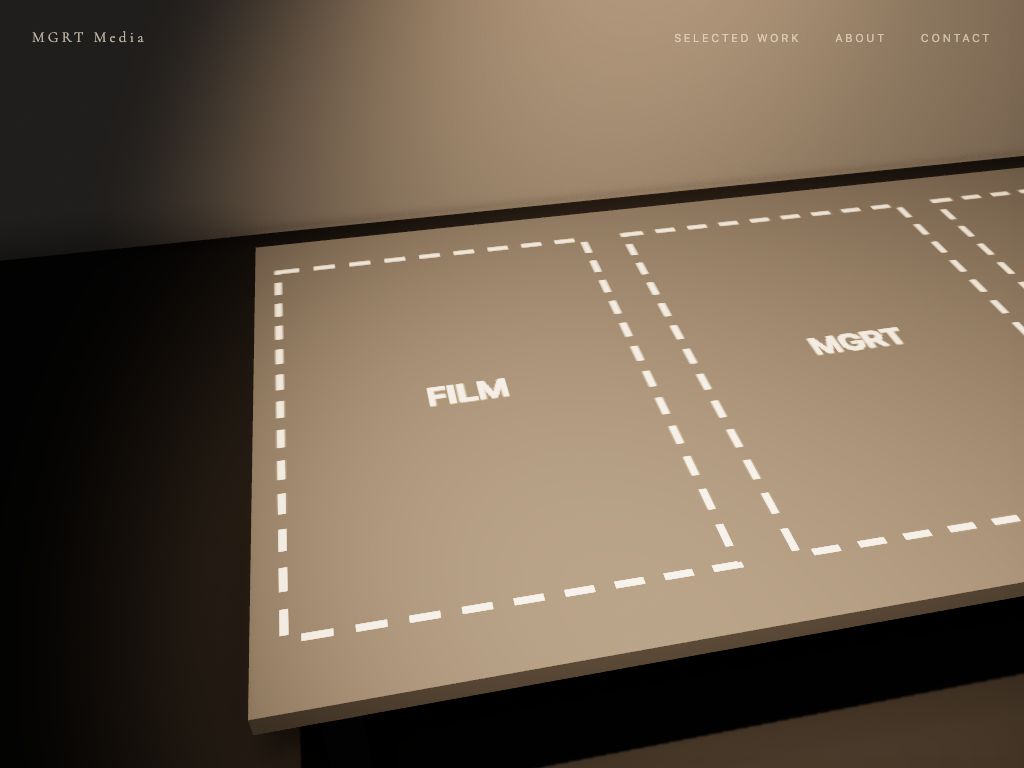 MGRT Media
SELECTED WORK
ABOUT
CONTACT
FILM
MGRT